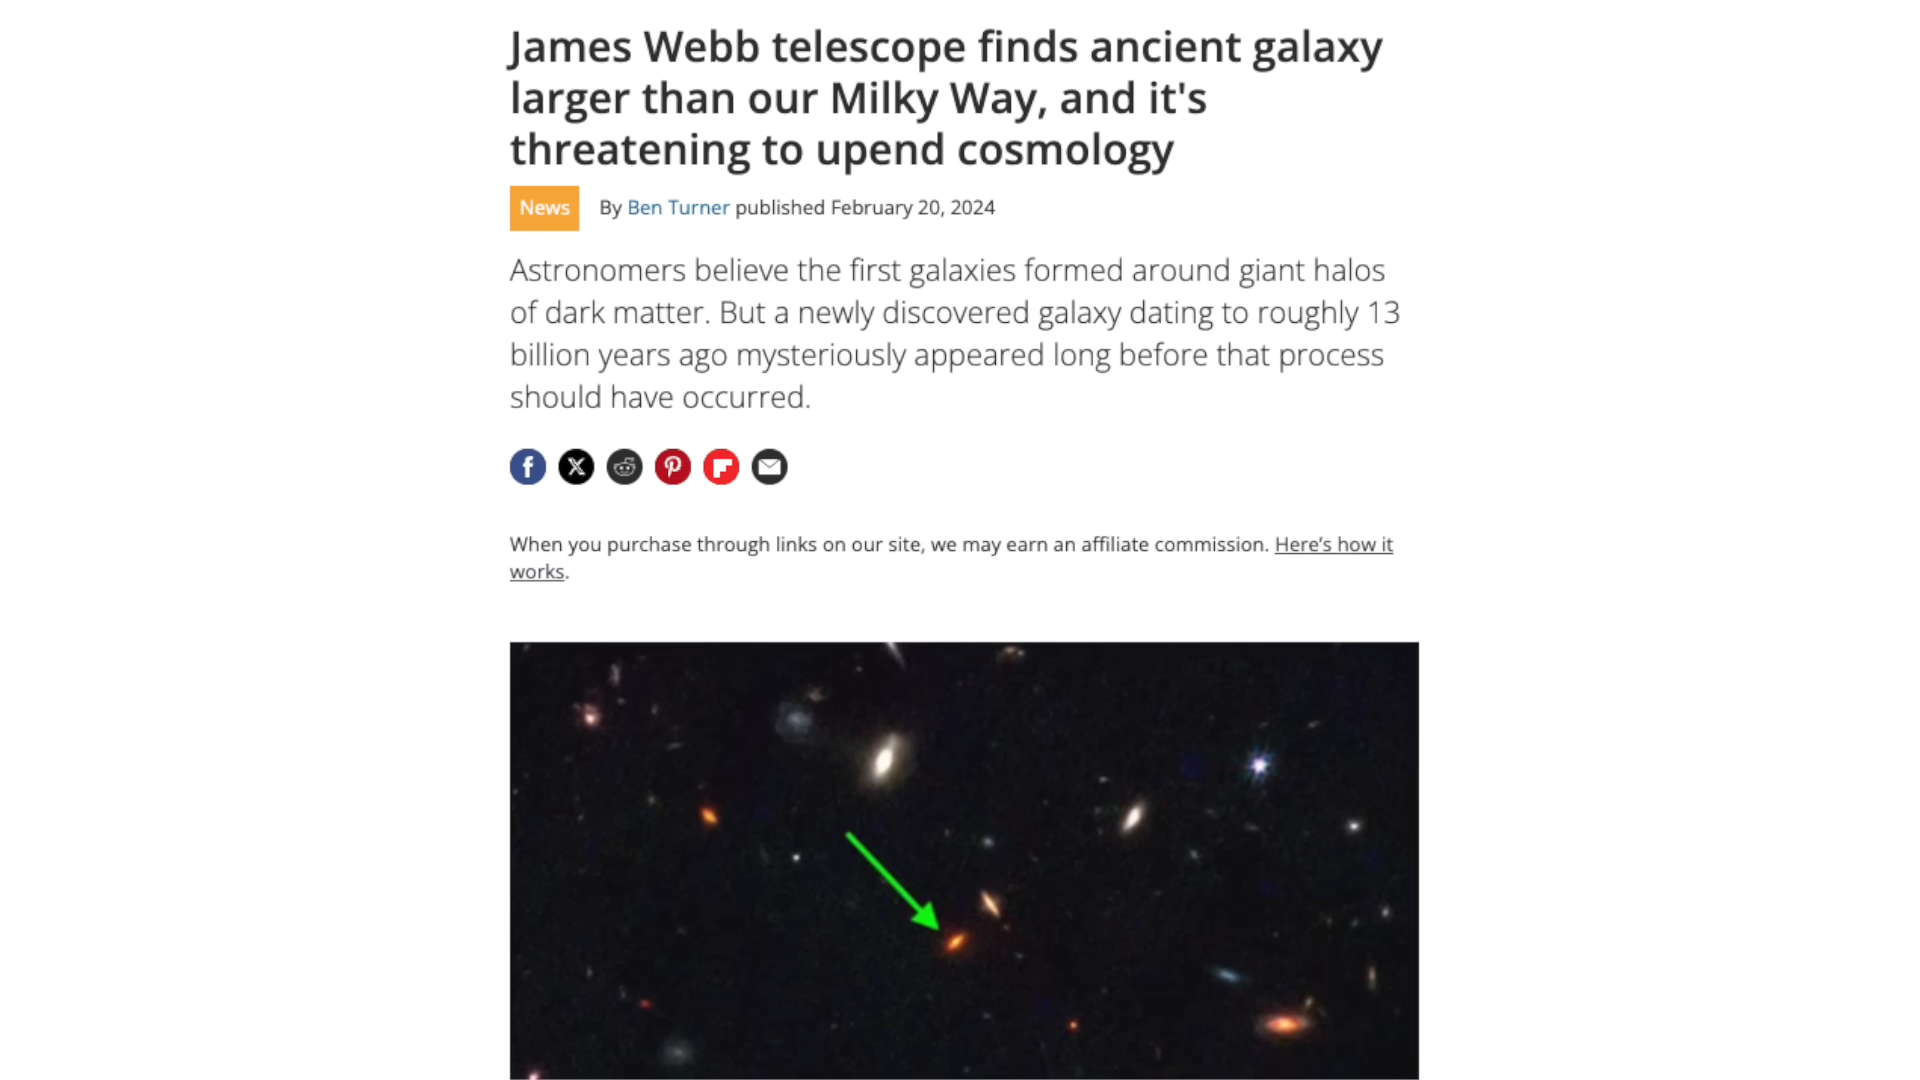 James Webb telescope finds ancient galaxy
larger than our Milky Way, and it's
threatening to upend cosmology
News By Ben Turner published February 20, 2024
Astronomers believe the first galaxies formed around giant halos
of dark matter. But a newly discovered galaxy dating to roughly 13
billion years ago mysteriously appeared long before that process
should have occurred.
When you purchase through links on our site, we may earn an affiliate commission. Here’s how it
works.